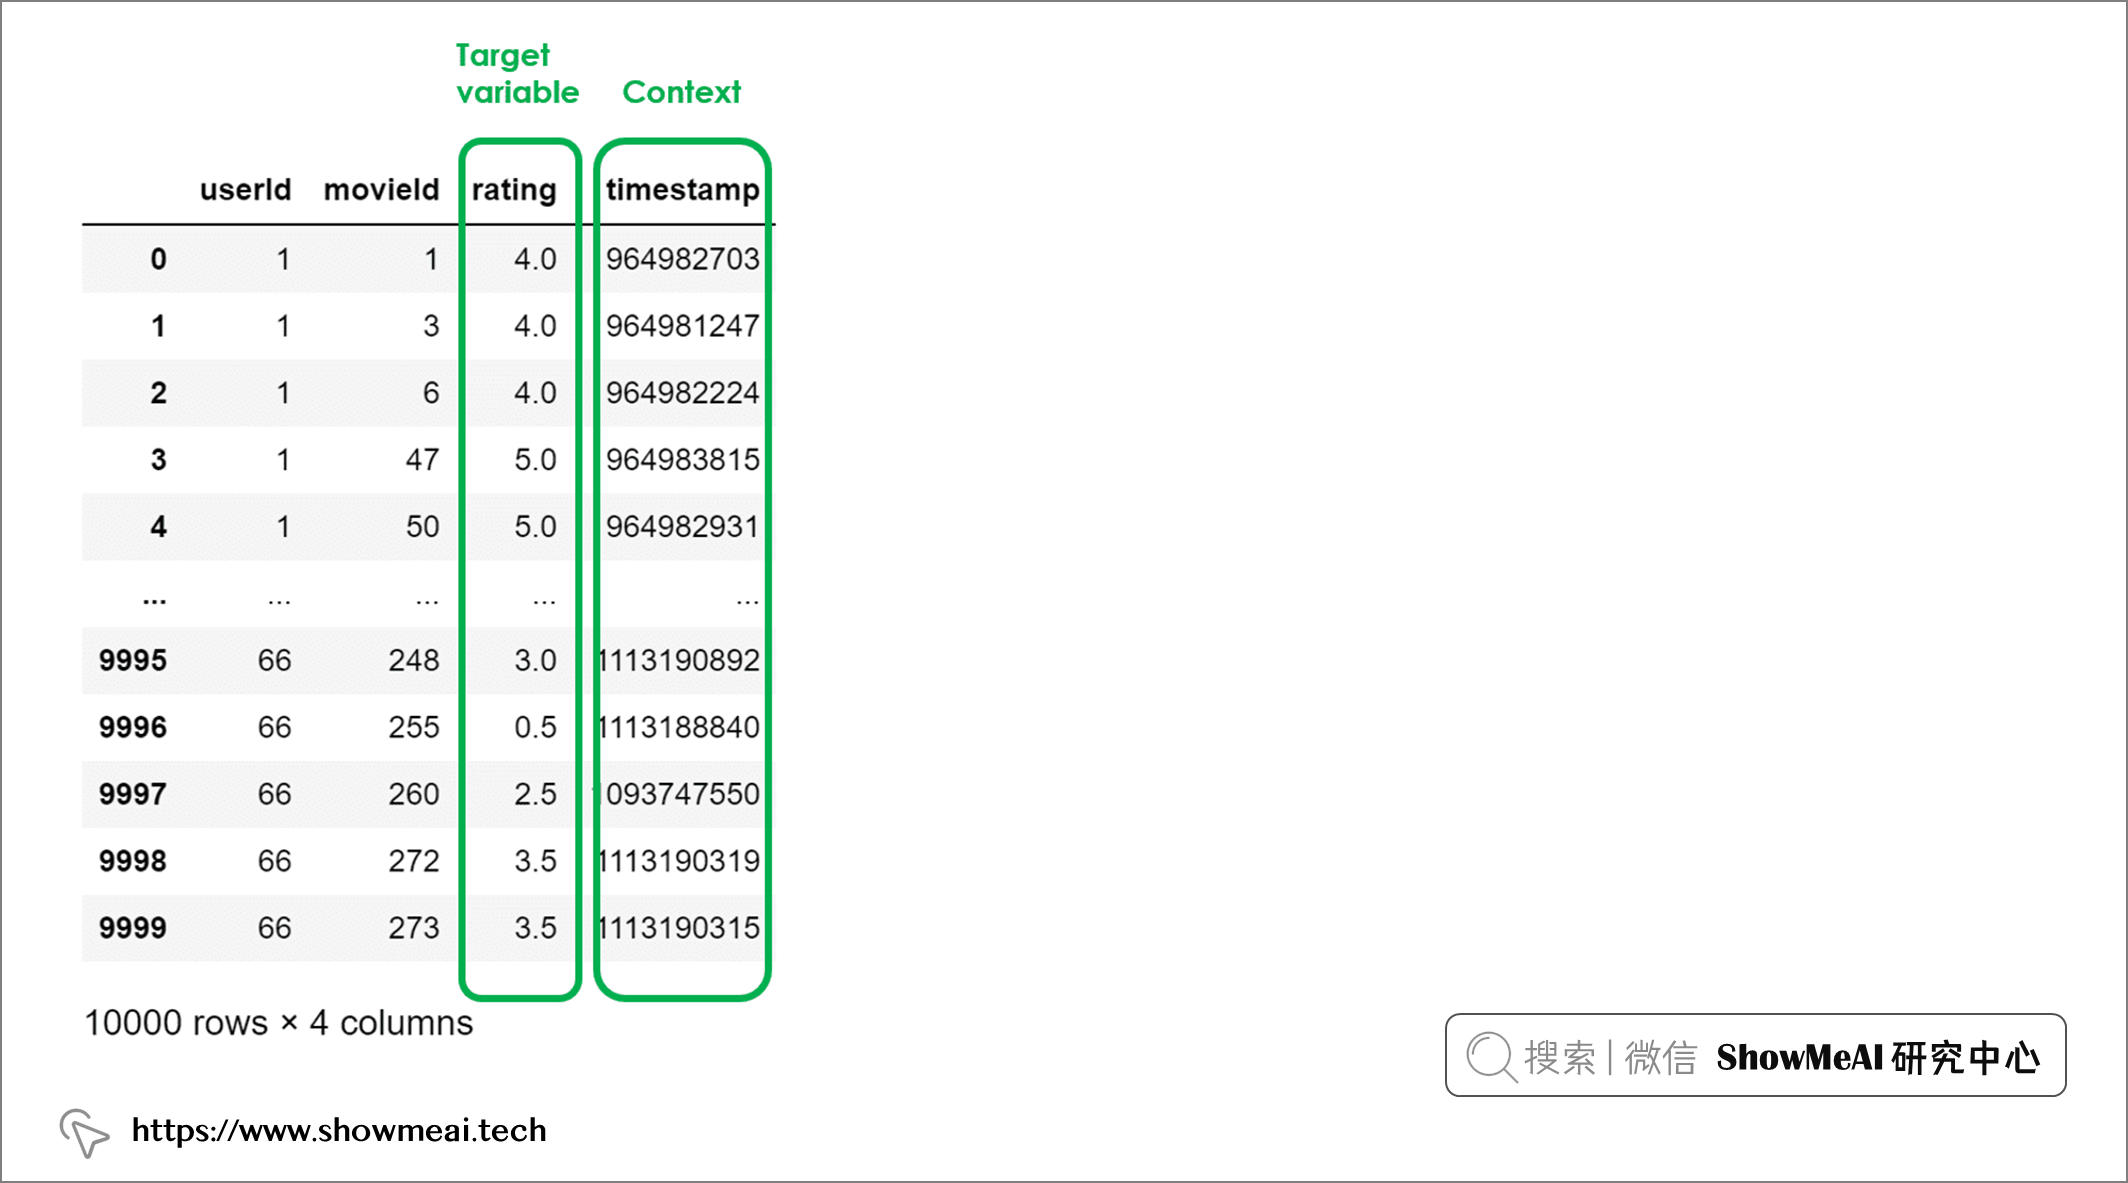 Target
variable
Context
userId movieId rating timestamp
0 1 1 4.0 964982703
1 1 3 4.0 964981247
2 1 6 4.0 964982224
3 1 47 5.0 964983815
4 1 50 5.0 964982931
... ... ... ... ...
9995 66 248 3.0 1113190892
9996 66 255 0.5 1113188840
9997 66 260 2.5 1093747550
9998 66 272 3.5 1113190319
9999 66 273 3.5 1113190315
10000 rows × 4 columns
搜索|微信 ShowMeAI 研究中心
https://www.showmeai.tech